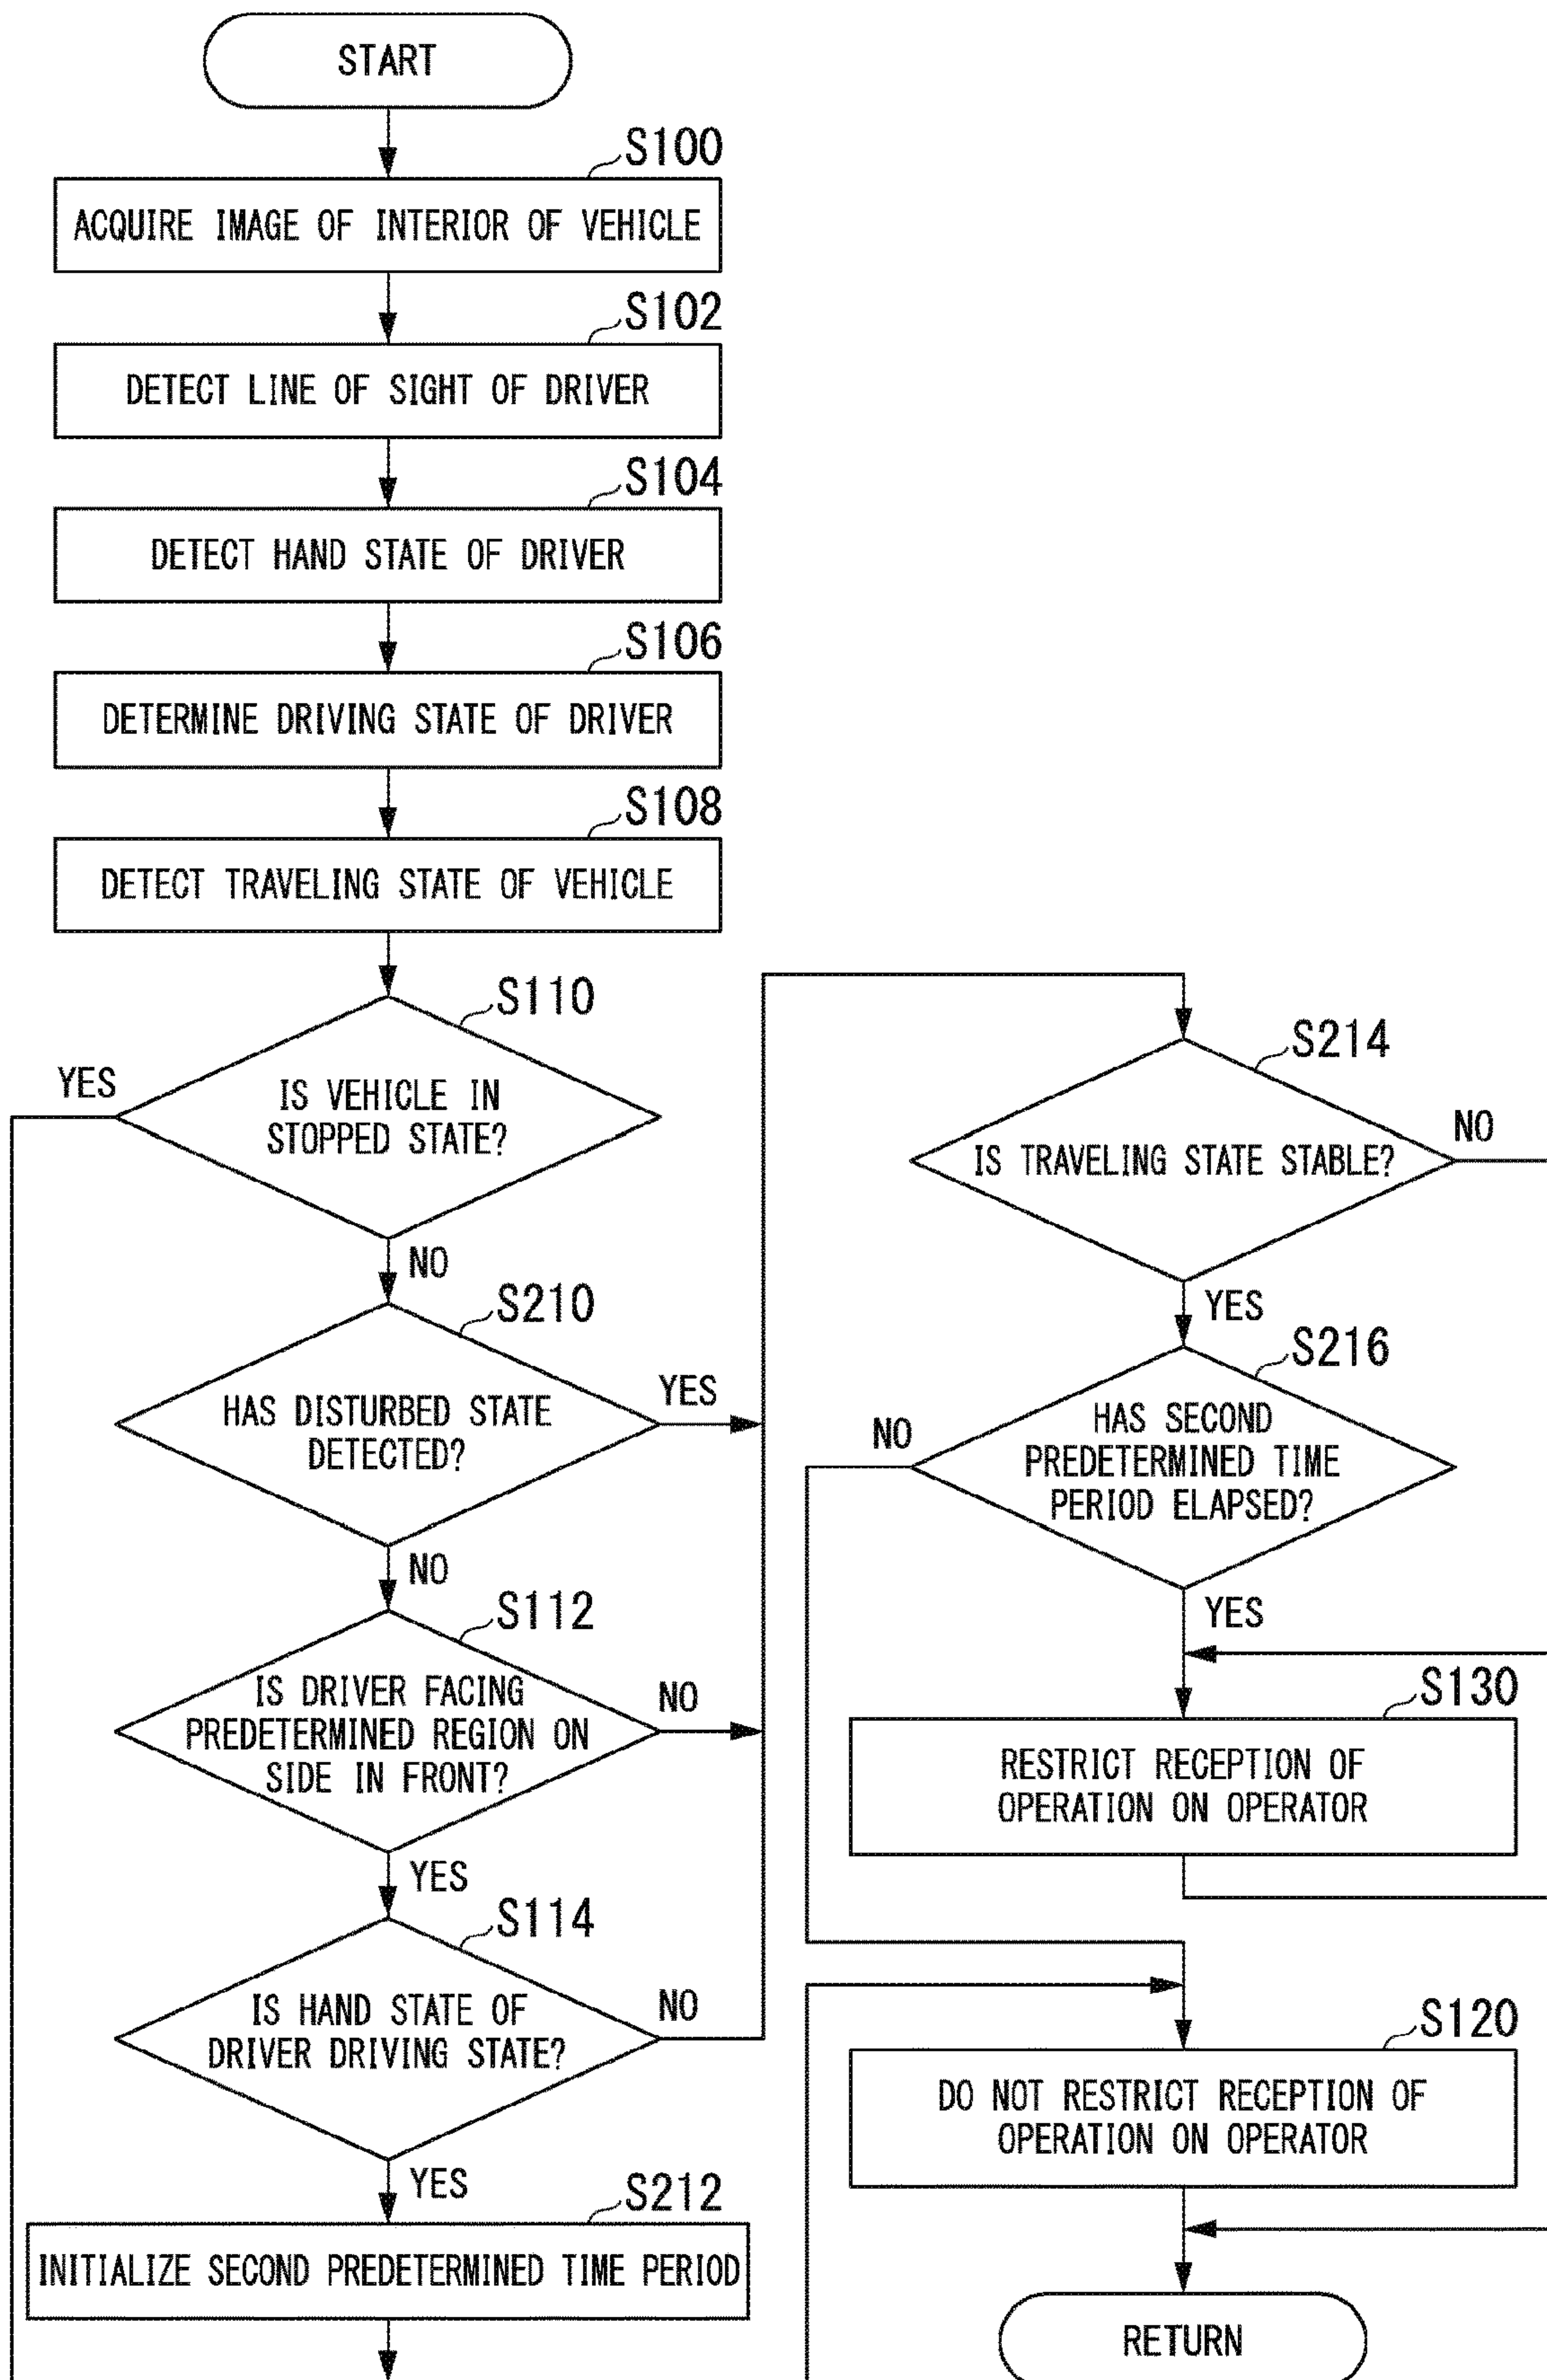 START
S100
ACQUIRE IMAGE OF INTERIOR OF VEHICLE
S102
DETECT LINE OF SIGHT OF DRIVER
S104
DETECT HAND STATE OF DRIVER
S106
DETERMINE DRIVING STATE OF DRIVER
S108
DETECT TRAVELING STATE OF VEHICLE
S110
YES
IS VEHICLE IN
STOPPED STATE?
NO
S210
HAS DISTURBED STATE
DETECTED?
YES
NO
S112
IS DRIVER FACING
PREDETERMINED REGION ON
SIDE IN FRONT?
NO
YES
S114
IS HAND STATE OF
DRIVER DRIVING STATE?
NO
YES
S212
INITIALIZE SECOND PREDETERMINED TIME PERIOD
S214
IS TRAVELING STATE STABLE?
NO
YES
S216
NO
HAS SECOND
PREDETERMINED TIME
PERIOD ELAPSED?
YES
S130
RESTRICT RECEPTION OF
OPERATION ON OPERATOR
S120
DO NOT RESTRICT RECEPTION OF
OPERATION ON OPERATOR
RETURN